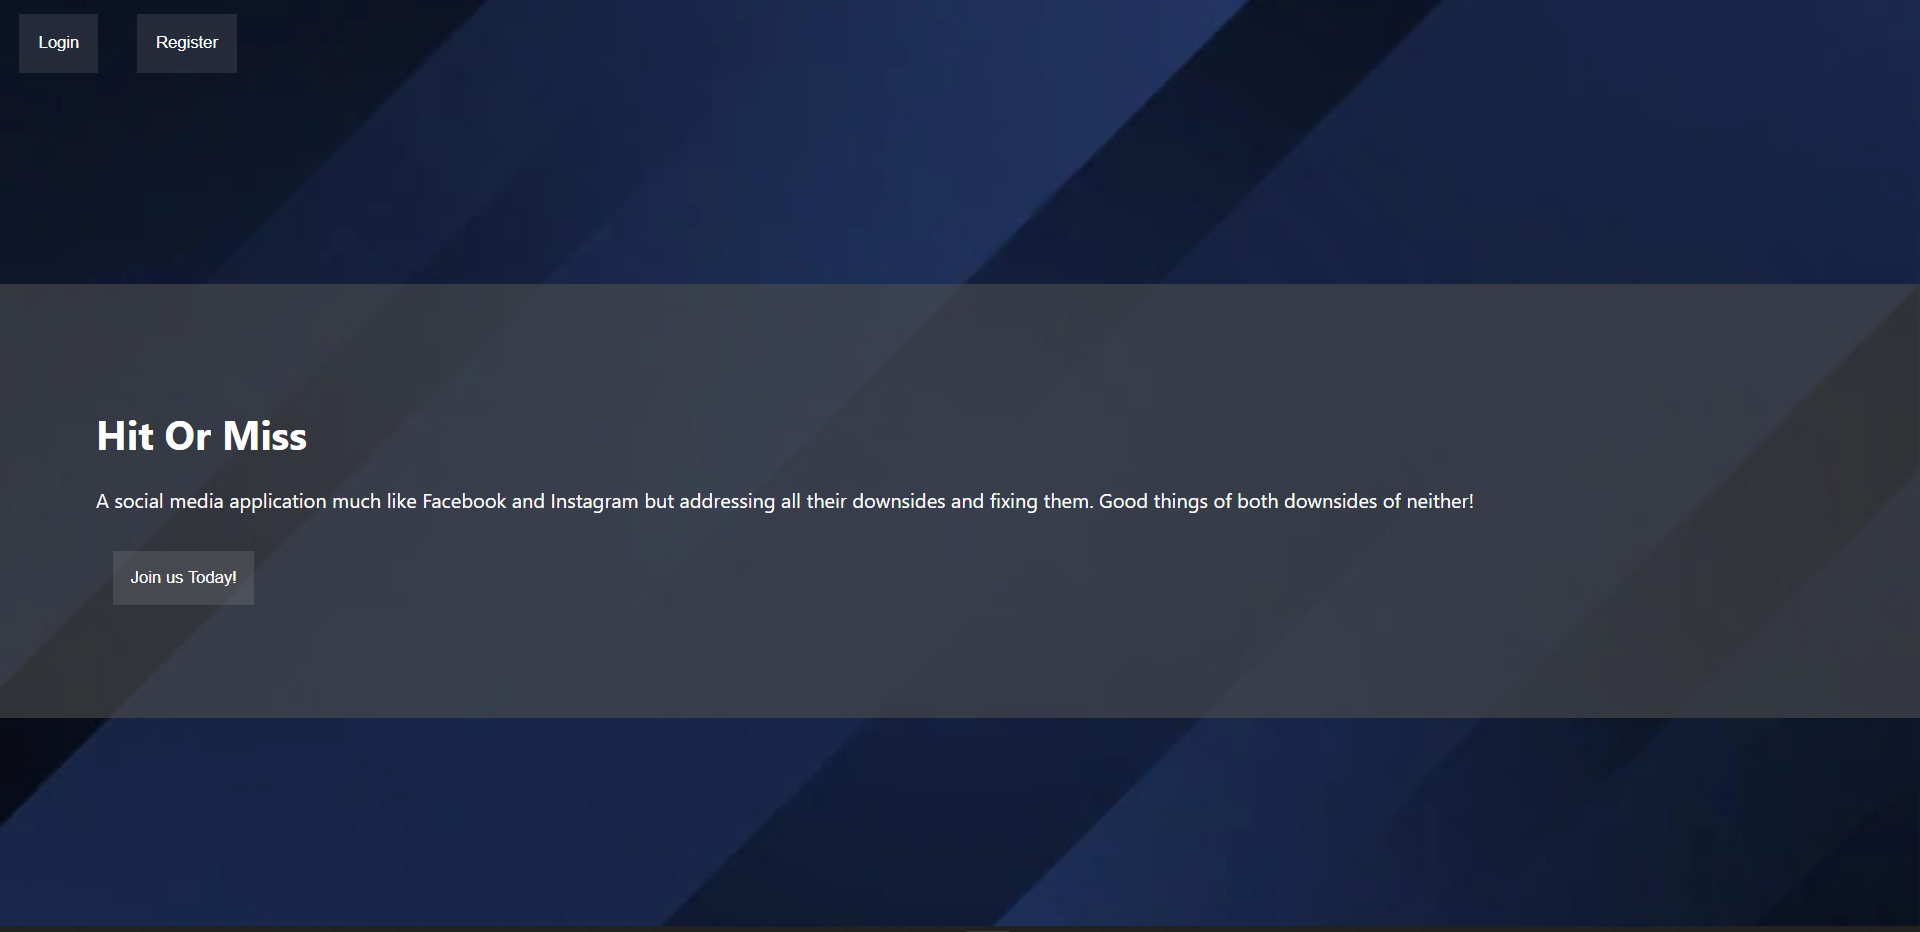 Login
Register
Hit Or Miss
A social media application much like Facebook and Instagram but addressing all their downsides and fixing them. Good things of both downsides of neither!
Join us Today!